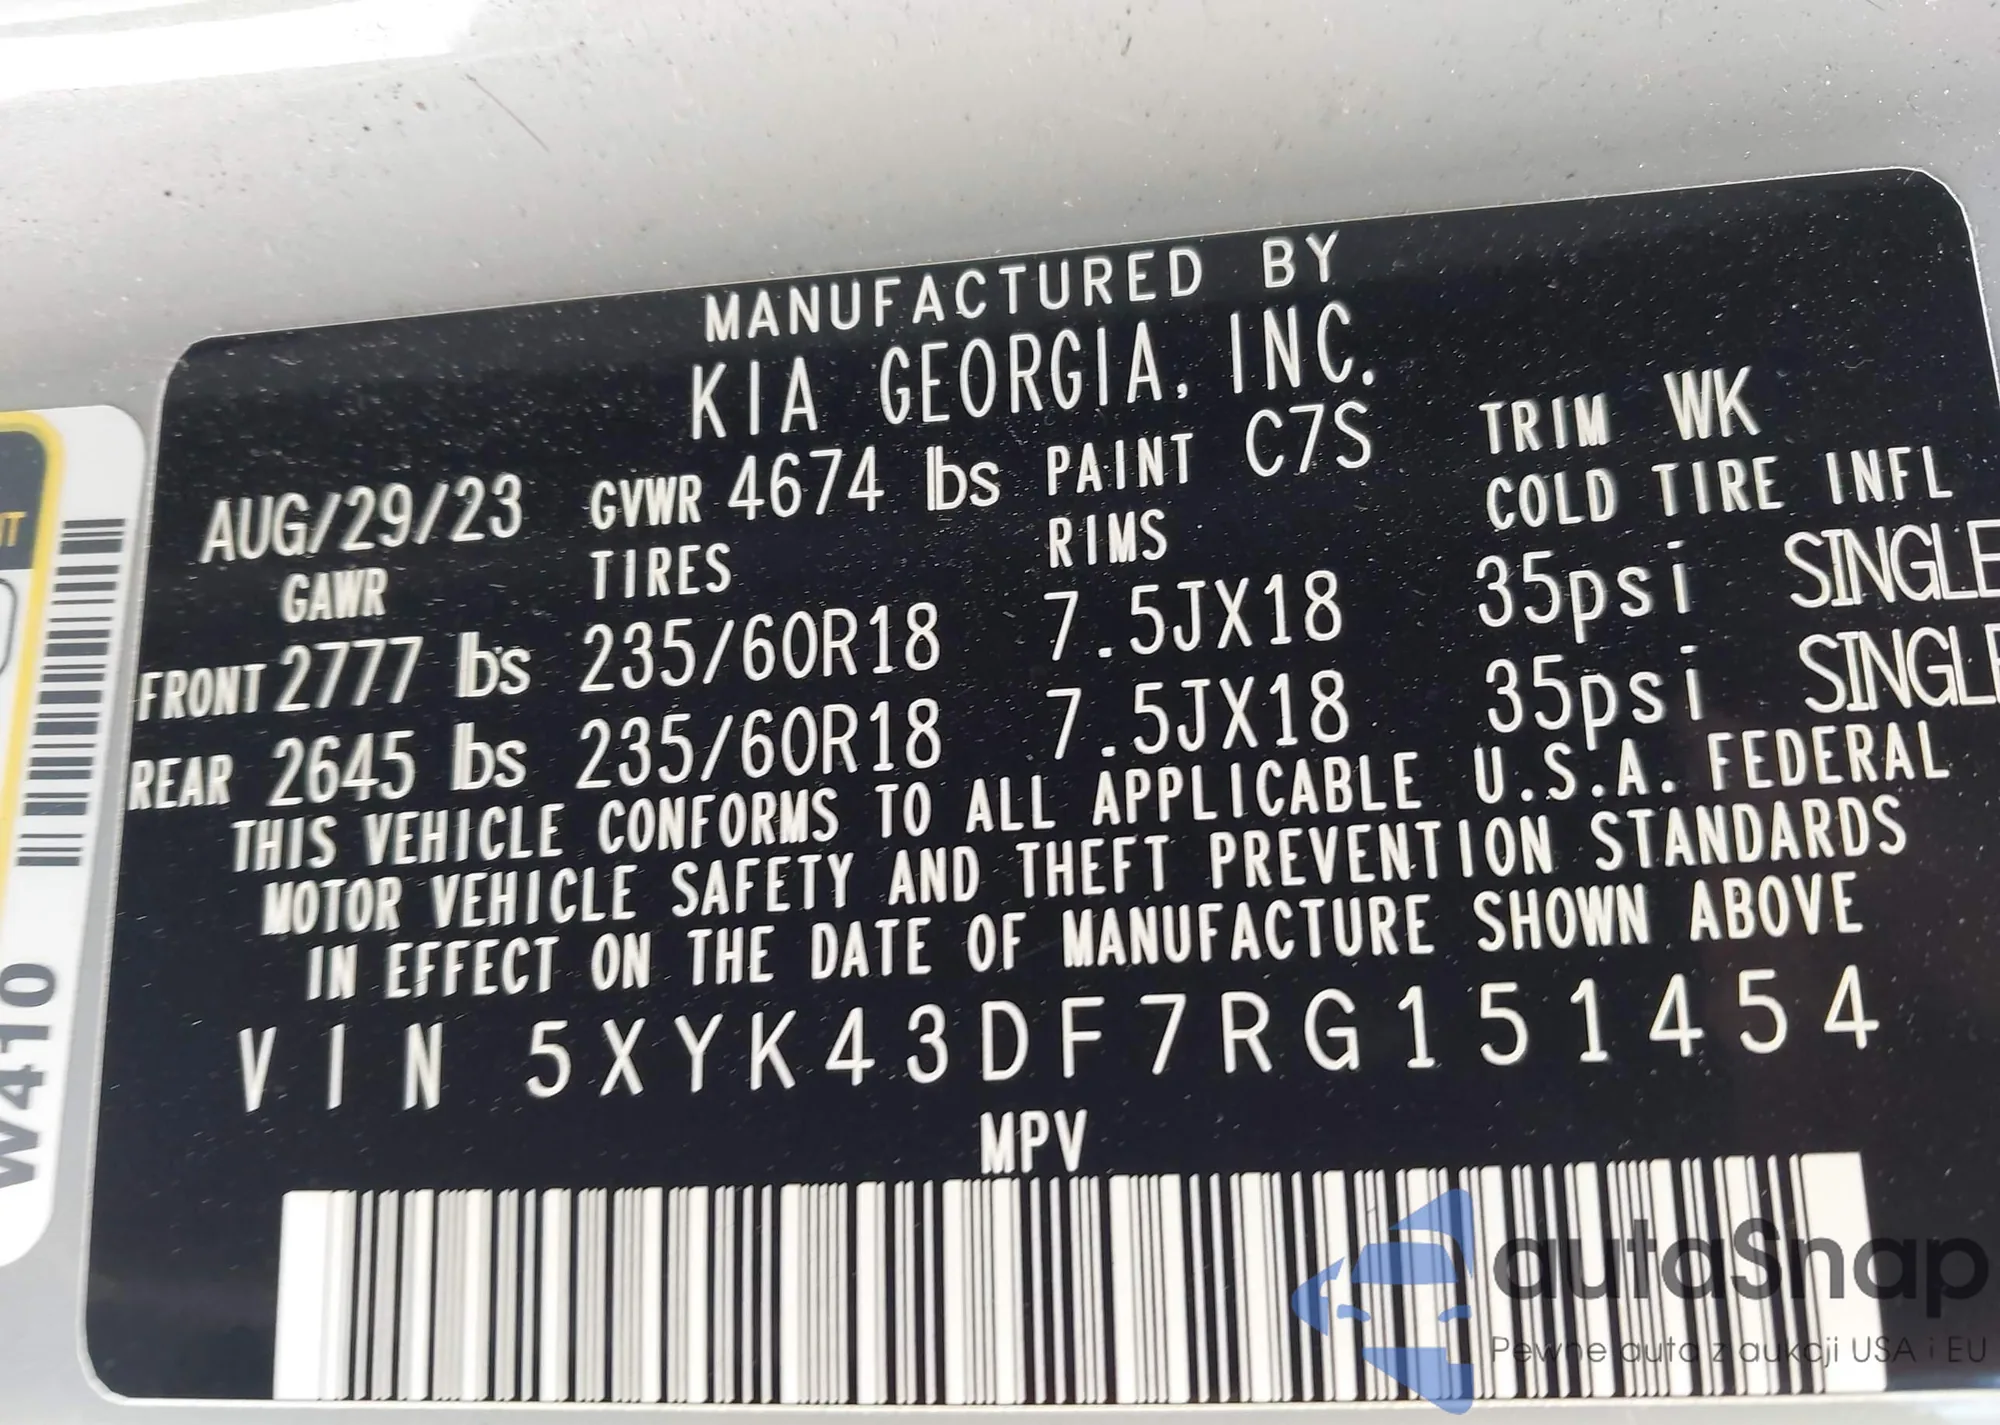 MANUFACTURED BY
KIA GEORGIA, INC.
AUG/29/23 GVWR 4674 lbs PAINT C7S TRIM WK
GAWR TIRES RIMS COLD TIRE INFL
FRONT 2777 lbs 235/60R18 7.5JX18 35psi SINGLE
REAR 2645 lbs 235/60R18 7.5JX18 35psi SINGLE
THIS VEHICLE CONFORMS TO ALL APPLICABLE U.S.A. FEDERAL
MOTOR VEHICLE SAFETY AND THEFT PREVENTION STANDARDS
IN EFFECT ON THE DATE OF MANUFACTURE SHOWN ABOVE
VIN 5XYK43DF7RG151454
MPV
W410
autaSnap
Pewne auta z aukcji USA i EU